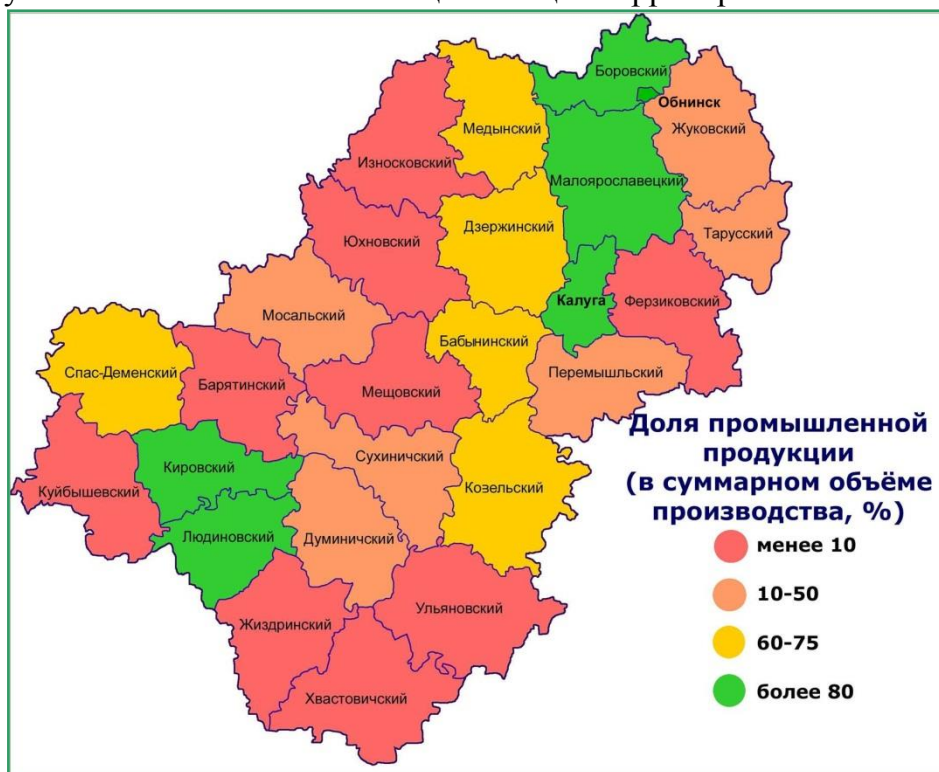 Боровский
Обнинск
Медынский
Жуковский
Износковский
Малоярославецкий
Дзержинский
Тарусский
Юхновский
Калуга
Ферзиковский
Мосальский
Бабынинский
Спас-Деменский
Барятинский
Мещовский
Перемышльский
Доля промышленной
продукции
(в суммарном объёме
производства, %)
Сухиничский
Кировский
Козельский
Куйбышевский
Людиновский
Думиничский
менее 10
10-50
Ульяновский
Жиздринский
60-75
Хвастовичский
более 80